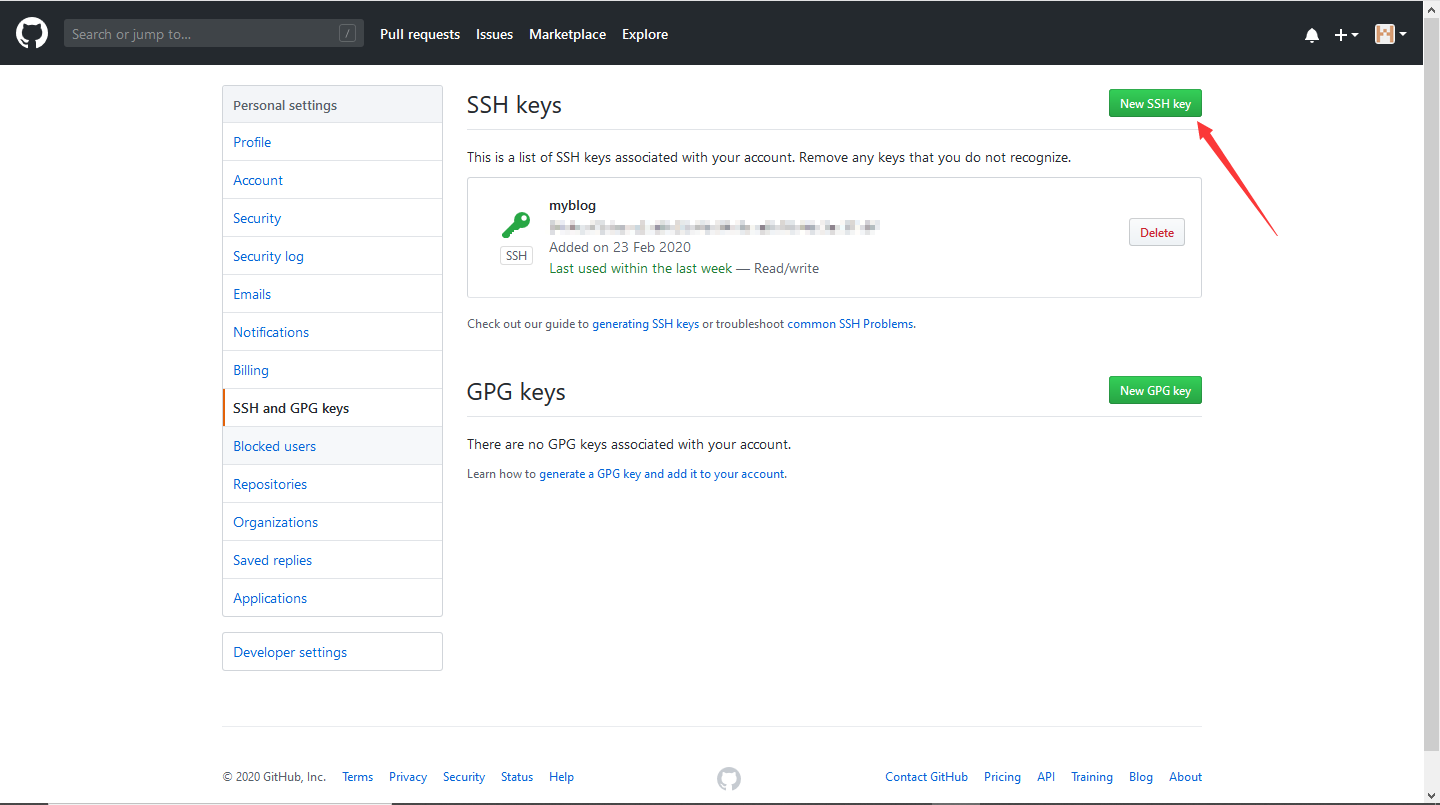 Search or jump to... /
Pull requests Issues Marketplace Explore
Personal settings
Profile
Account
Security
Security log
Emails
Notifications
Billing
SSH and GPG keys
Blocked users
Repositories
Organizations
Saved replies
Applications
Developer settings
SSH keys
New SSH key
This is a list of SSH keys associated with your account. Remove any keys that you do not recognize.
myblog
SSH
Added on 23 Feb 2020
Last used within the last week — Read/write
Delete
Check out our guide to generating SSH keys or troubleshoot common SSH Problems.
GPG keys
New GPG key
There are no GPG keys associated with your account.
Learn how to generate a GPG key and add it to your account.
© 2020 GitHub, Inc. Terms Privacy Security Status Help
Contact GitHub Pricing API Training Blog About